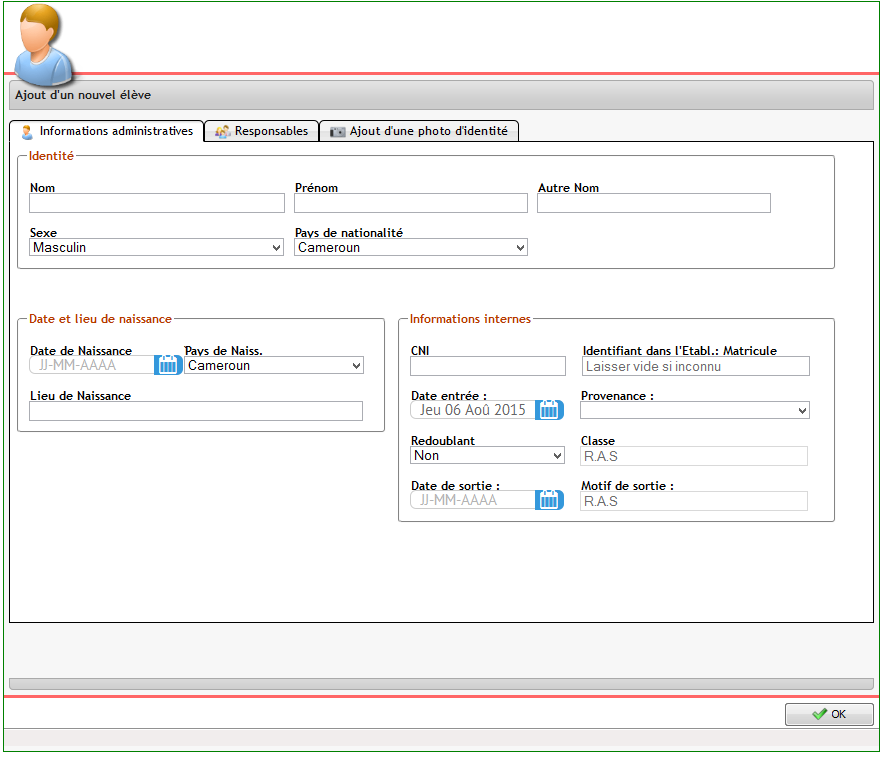 Ajout d'un nouvel élève
Informations administratives Responsables Ajout d'une photo d'identité
Identité
Nom Prénom Autre Nom
Sexe Pays de nationalité
Masculin Cameroun
Date et lieu de naissance Informations internes
Date de Naissance Pays de Naiss. CNI Identifiant dans l'Etabl.: Matricule
JJ-MM-AAAA Cameroun Laisser vide si inconnu
Lieu de Naissance Date entrée : Provenance :
Jeu 06 Aoû 2015
Redoublant Classe
Non R.A.S
Date de sortie : Motif de sortie :
JJ-MM-AAAA R.A.S
OK